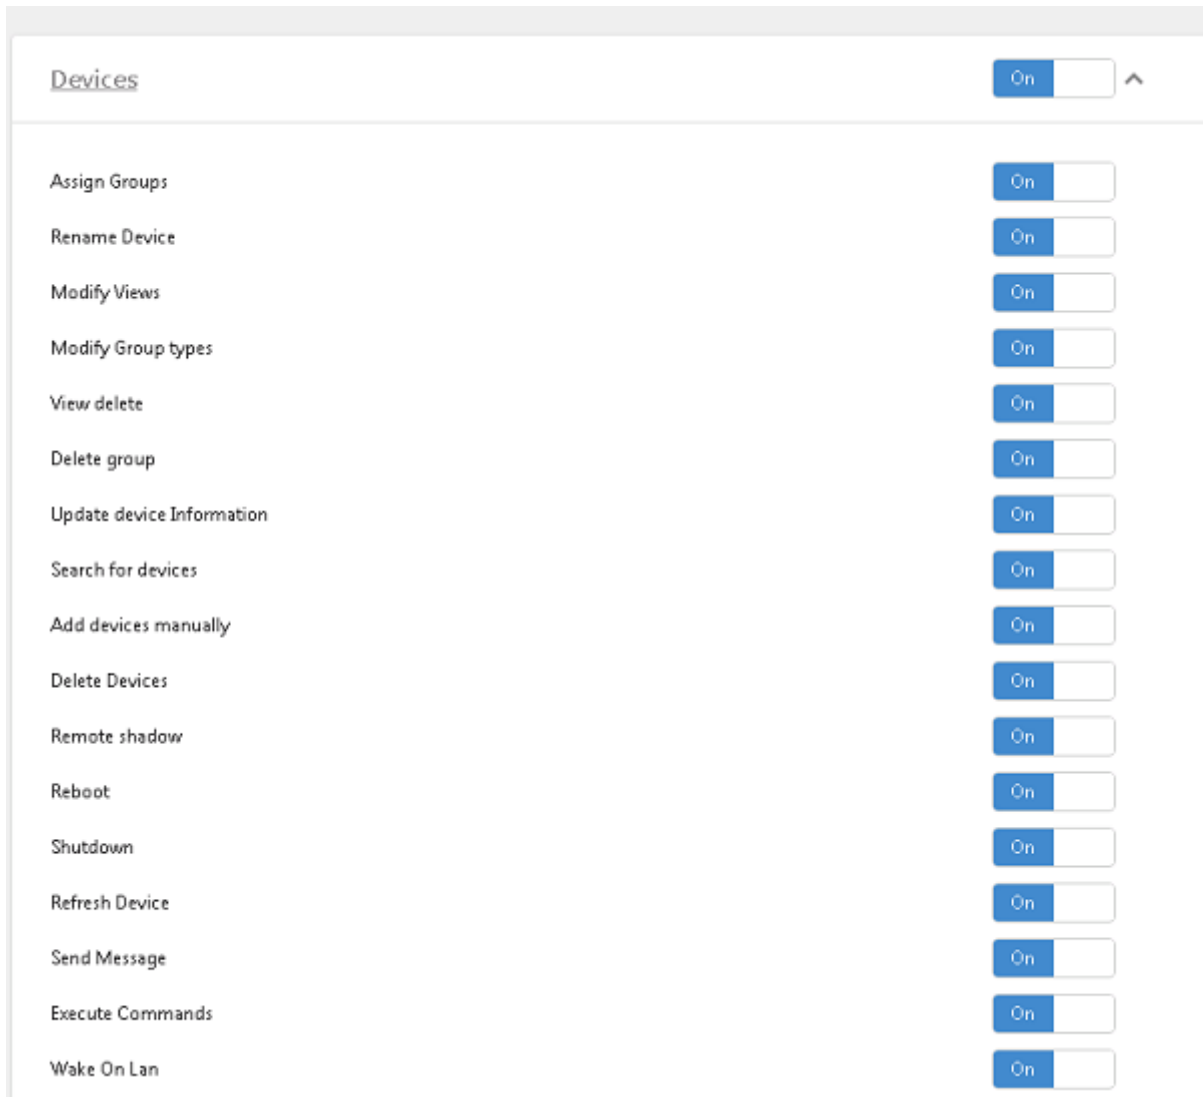 Devices On
Assign Groups On
Rename Device On
Modify Views On
Modify Group types On
View delete On
Delete group On
Update device Information On
Search for devices On
Add devices manually On
Delete Devices On
Remote shadow On
Reboot On
Shutdown On
Refresh Device On
Send Message On
Execute Commands On
Wake On Lan On